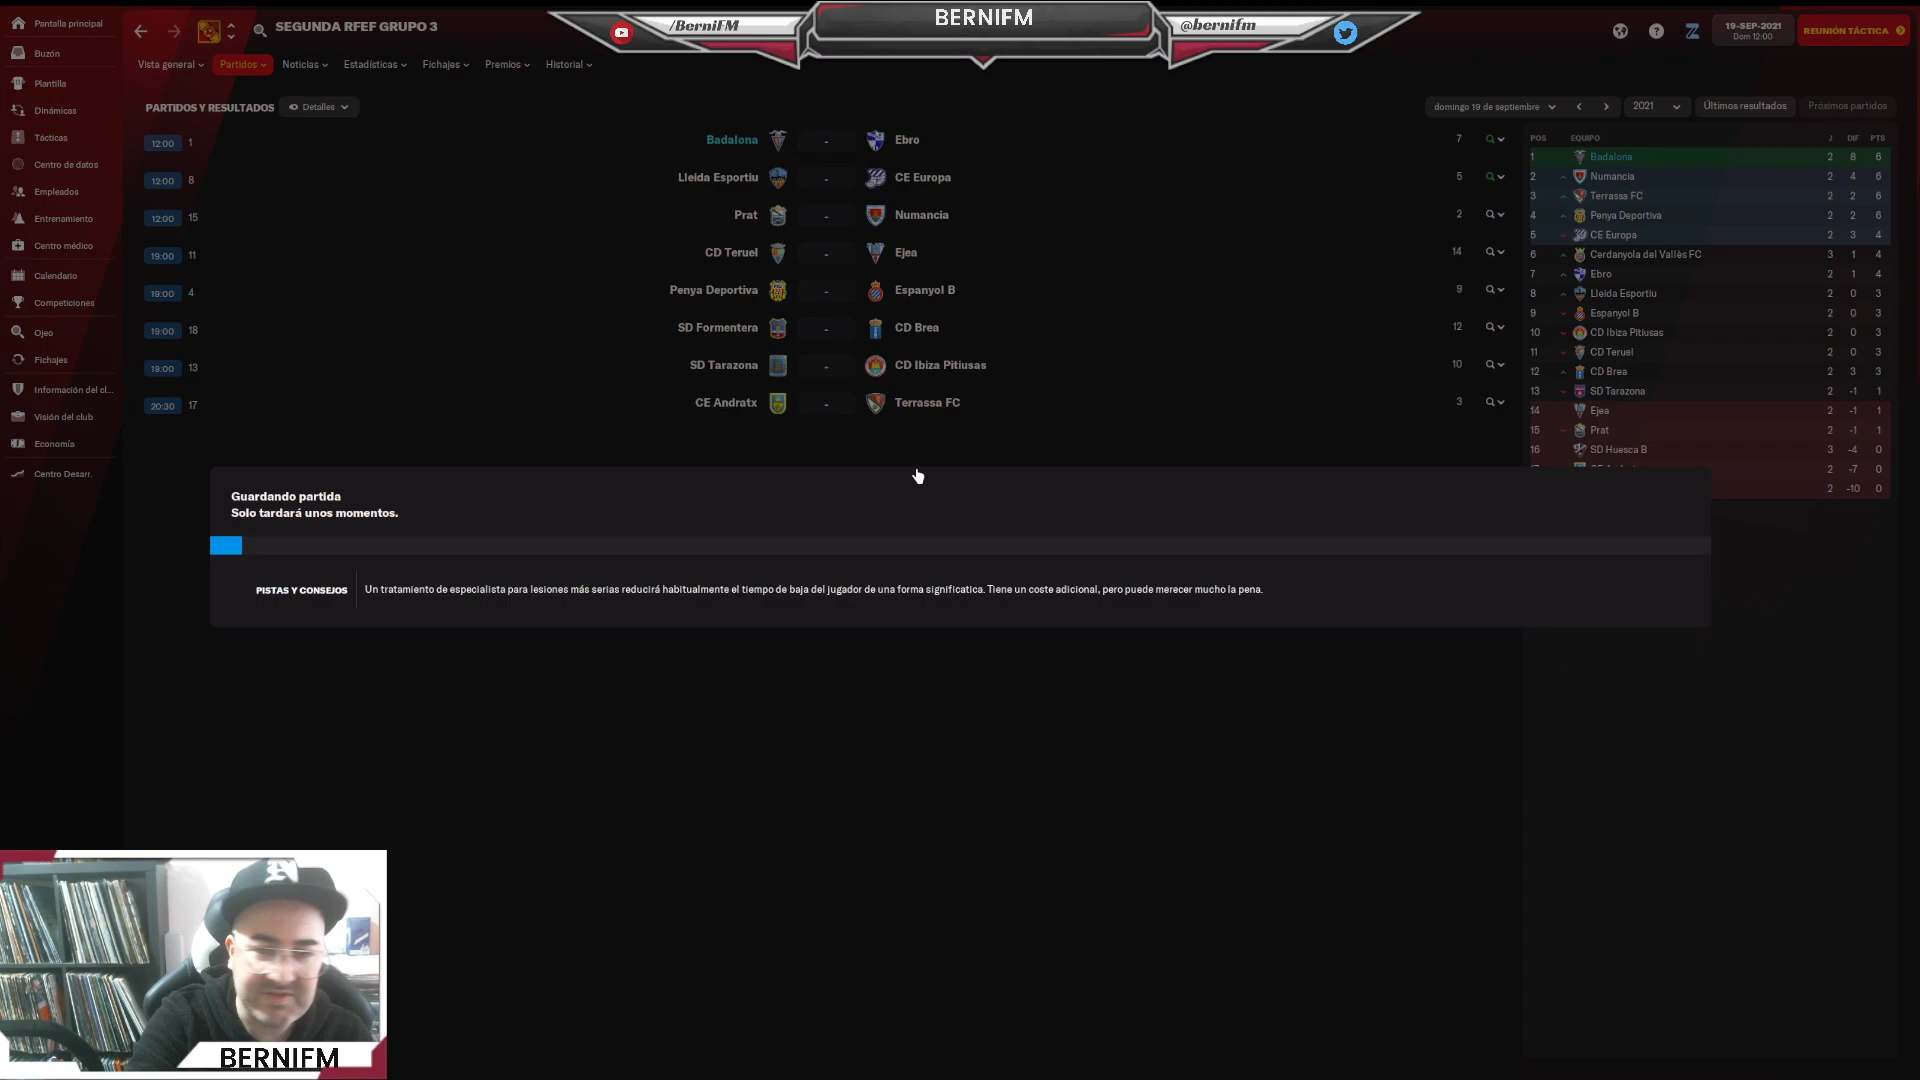 BERNIFM
/BerniFM
@bernifm
SEGUNDA RFEF GRUPO 3
19-SEP-2021
Dom 12:00
REUNIÓN TÁCTICA
Pantalla principal
Buzón
Plantilla
Dinámicas
Tácticas
Centro de datos
Empleados
Entrenamiento
Centro médico
Calendario
Competiciones
Ojeo
Fichajes
Información del cl...
Visión del club
Economía
Centro Desarr.
Vista general
Partidos
Noticias
Estadísticas
Fichajes
Premios
Historial
PARTIDOS Y RESULTADOS
Detalles
domingo 19 de septiembre
2021
Últimos resultados
Próximos partidos
12:00 1 Badalona - Ebro 7
12:00 8 Lleida Esportiu - CE Europa 5
12:00 15 Prat - Numancia 2
19:00 11 CD Teruel - Ejea 14
19:00 4 Penya Deportiva - Espanyol B 9
19:00 18 SD Formentera - CD Brea 12
19:00 13 SD Tarazona - CD Ibiza Pitiusas 10
20:30 17 CE Andratx - Terrassa FC 3
POS EQUIPO J DIF PTS
1 Badalona 2 8 6
2 Numancia 2 4 6
3 Terrassa FC 2 2 6
4 Penya Deportiva 2 2 6
5 CE Europa 2 3 4
6 Cerdanyola del Vallès FC 3 1 4
7 Ebro 2 1 4
8 Lleida Esportiu 2 0 3
9 Espanyol B 2 0 3
10 CD Ibiza Pitiusas 2 0 3
11 CD Teruel 2 0 3
12 CD Brea 2 3 3
13 SD Tarazona 2 -1 1
14 Ejea 2 -1 1
15 Prat 2 -1 1
16 SD Huesca B 3 -4 0
2 -7 0
2 -10 0
Guardando partida
Solo tardará unos momentos.
PISTAS Y CONSEJOS
Un tratamiento de especialista para lesiones más serias reducirá habitualmente el tiempo de baja del jugador de una forma significatica. Tiene un coste adicional, pero puede merecer mucho la pena.
BERNIFM